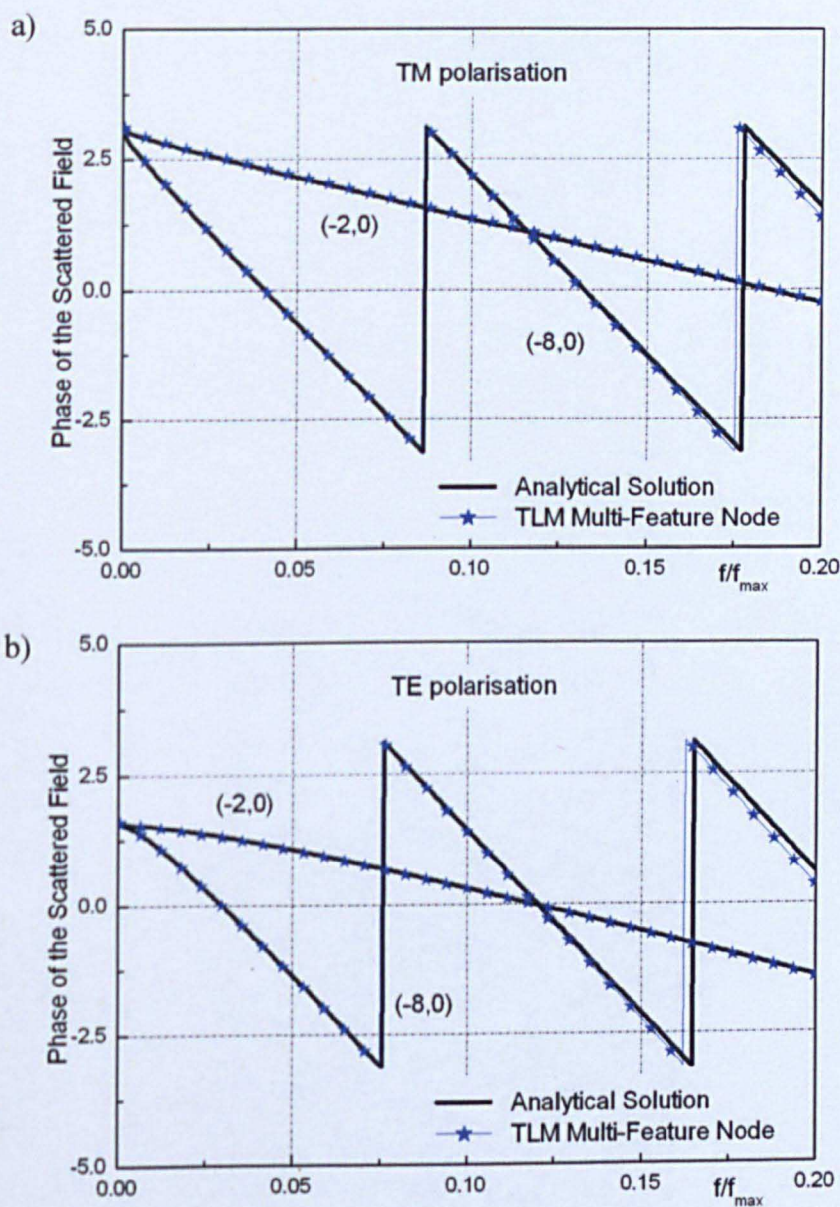 a)
5.0
TM polarisation
2.5
(-2,0)
0.0
(-8,0)
-2.5
Analytical Solution
TLM Multi-Feature Node
-5.0
0.00 0.05 0.10 0.15 0.20
f/fmax
Phase of the Scattered Field
b)
5.0
TE polarisation
2.5
(-2,0)
0.0
(-8,0)
-2.5
Analytical Solution
TLM Multi-Feature Node
-5.0
0.00 0.05 0.10 0.15 0.20
f/fmax
Phase of the Scattered Field